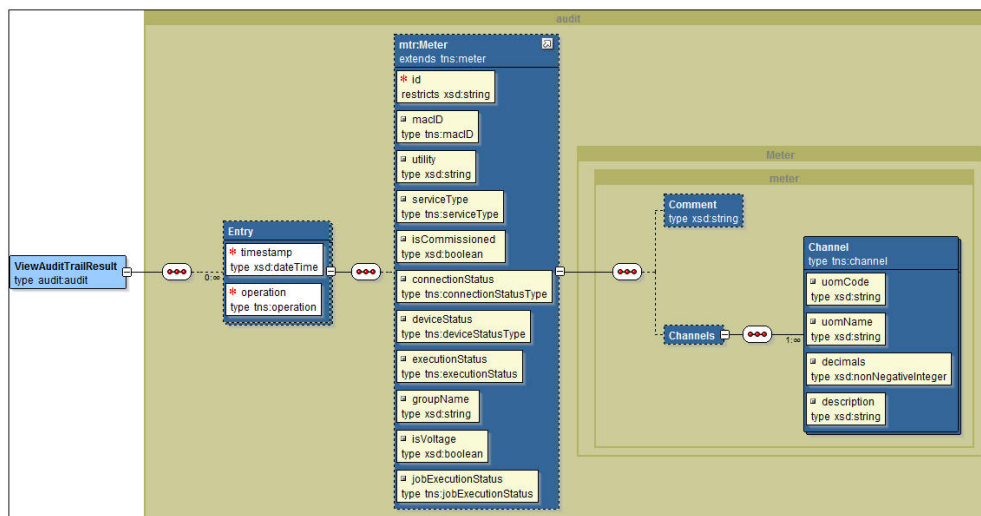 audit
mtr:Meter
extends tns:meter
* id
restricts xsd:string
macID
type tns:macID
utility
type xsd:string
serviceType
type tns:serviceType
isCommissioned
type xsd:boolean
connectionStatus
type tns:connectionStatusType
deviceStatus
type tns:deviceStatusType
executionStatus
type tns:executionStatus
groupName
type xsd:string
isVoltage
type xsd:boolean
jobExecutionStatus
type tns:jobExecutionStatus
ViewAuditTrailResult
type audit:audit
0:∞
Entry
* timestamp
type xsd:dateTime
* operation
type tns:operation
Meter
meter
Comment
type xsd:string
Channels
1:∞
Channel
type tns:channel
uomCode
type xsd:string
uomName
type xsd:string
decimals
type xsd:nonNegativeInteger
description
type xsd:string